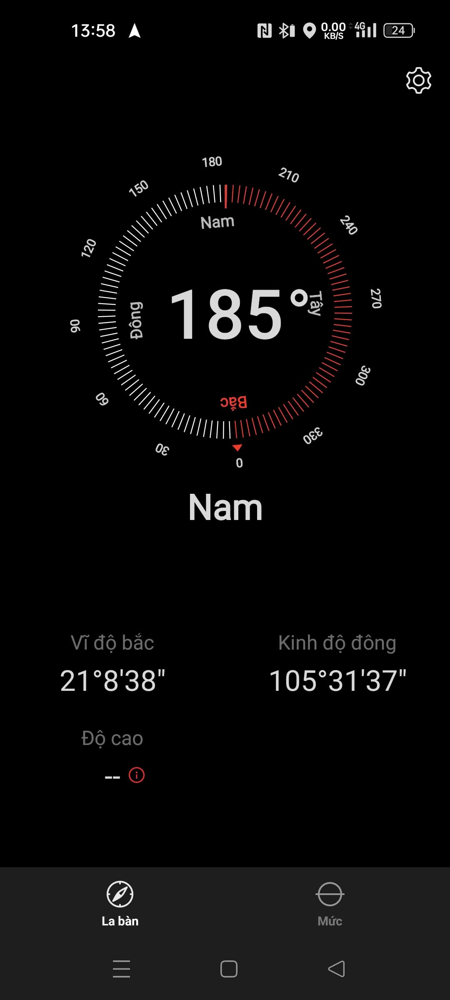 13:58 0.00 KB/S 4G 24
180
210
150
240
120
Nam
270
185°
Tây
Đông
90
300
60
Bắc
330
30
0
Nam
Vĩ độ bắc Kinh độ đông
21°8'38" 105°31'37"
Độ cao
--
La bàn Mức